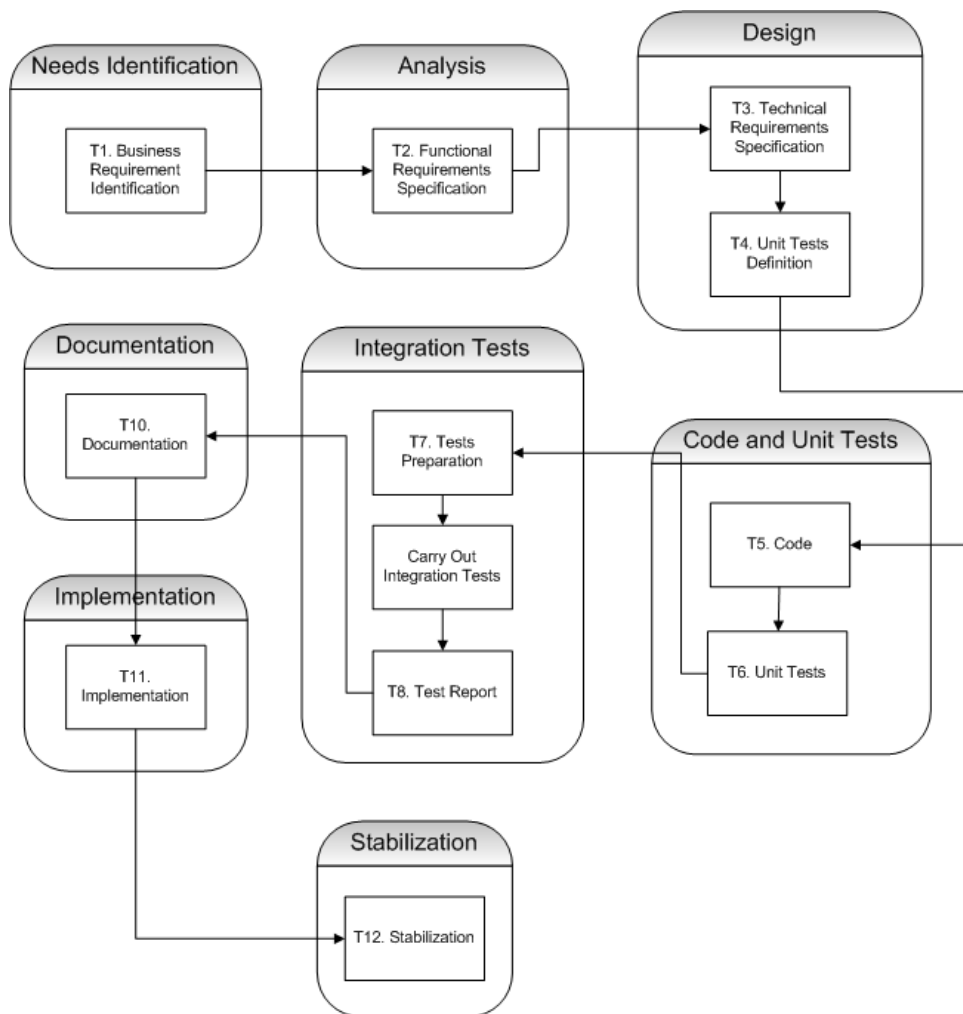 Needs Identification
T1. Business
Requirement
Identification
Analysis
T2. Functional
Requirements
Specification
Design
T3. Technical
Requirements
Specification
T4. Unit Tests
Definition
Documentation
T10.
Documentation
Integration Tests
T7. Tests
Preparation
Carry Out
Integration Tests
T8. Test Report
Code and Unit Tests
T5. Code
T6. Unit Tests
Implementation
T11.
Implementation
Stabilization
T12. Stabilization